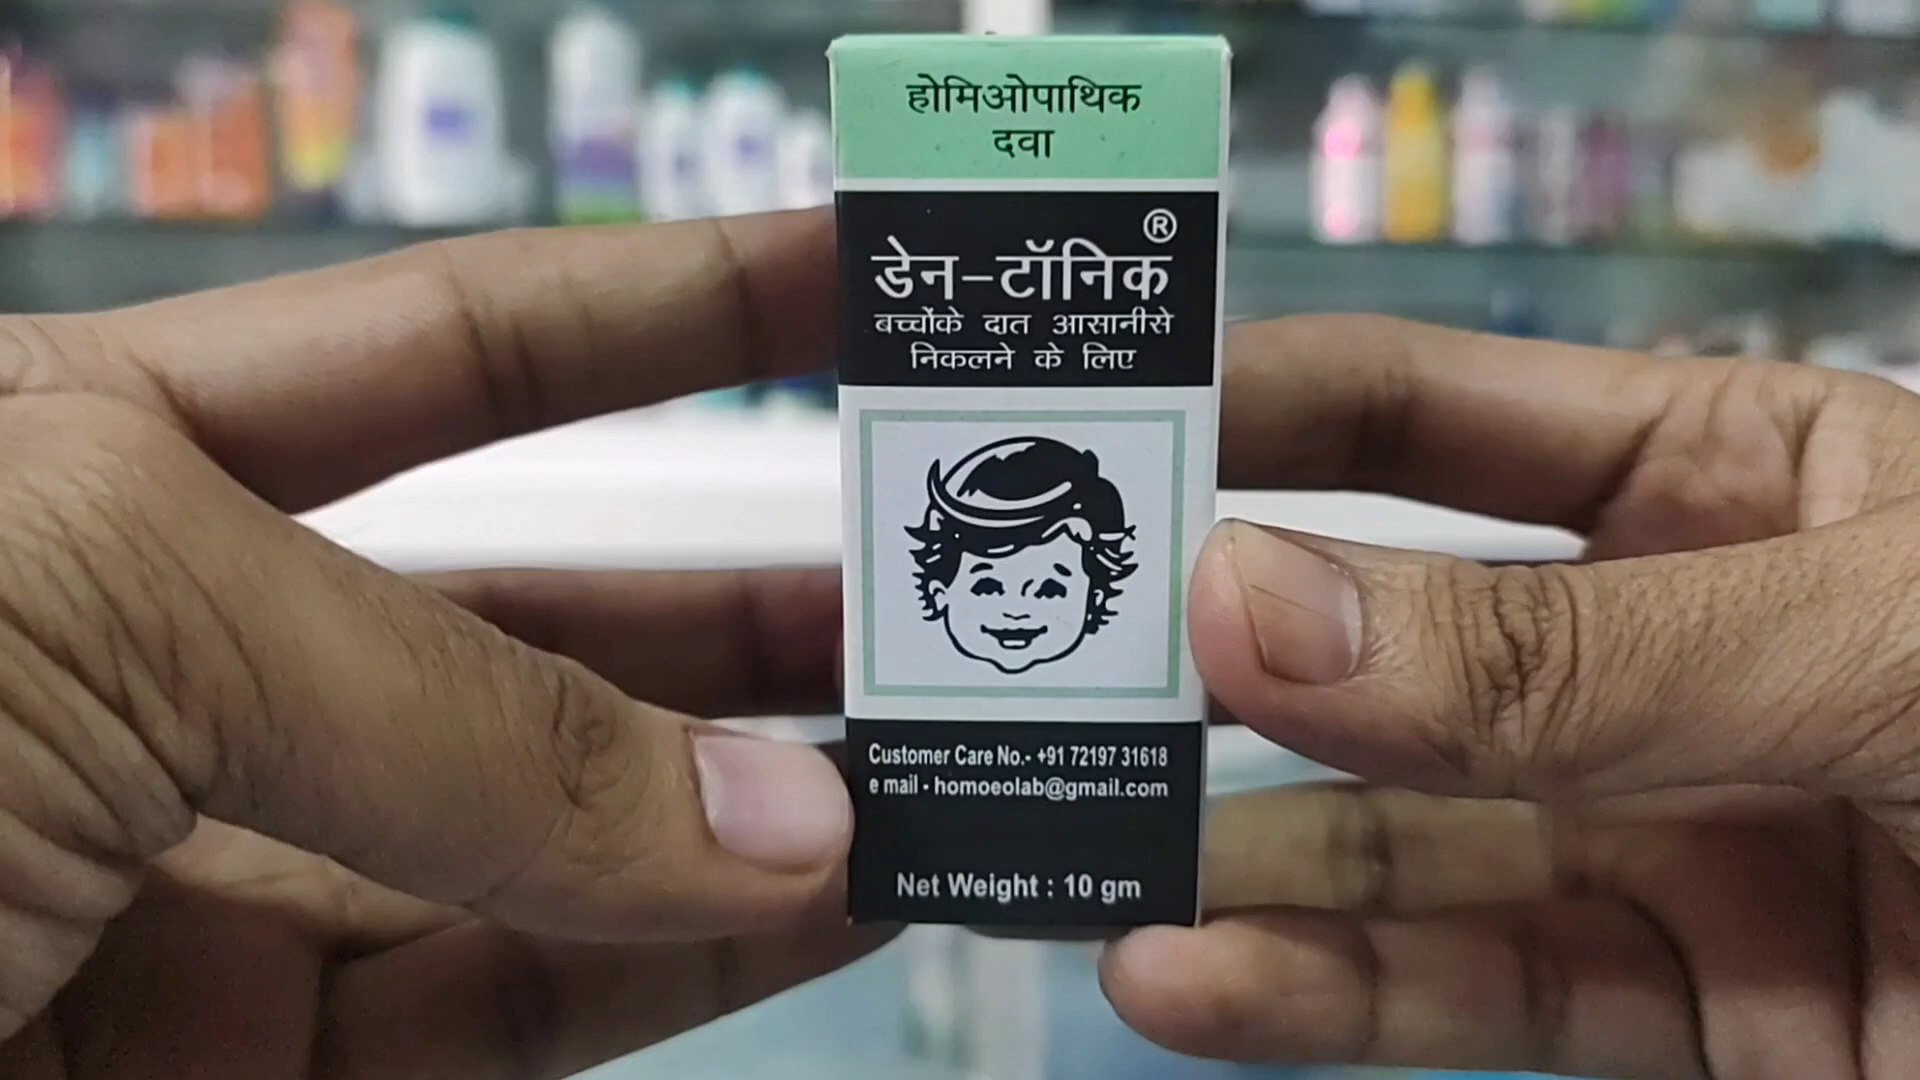 होमिओपाथिक
दवा
®
डेन-टॉनिक
बच्चोंके दात आसानीसे
निकलने के लिए
Customer Care No.- +91 72197 31618
e mail - homoeolab@gmail.com
Net Weight : 10 gm